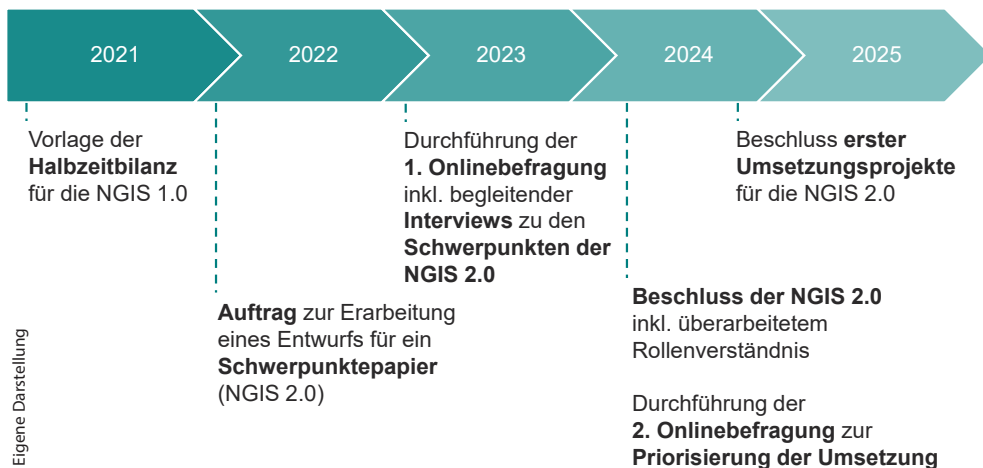 2021
2022
2023
2024
2025
Vorlage der
Halbzeitbilanz
für die NGIS 1.0
Auftrag zur Erarbeitung
eines Entwurfs für ein
Schwerpunktepapier
(NGIS 2.0)
Durchführung der
1. Onlinebefragung
inkl. begleitender
Interviews zu den
Schwerpunkten der
NGIS 2.0
Beschluss der NGIS 2.0
inkl. überarbeitetem
Rollenverständnis
Durchführung der
2. Onlinebefragung zur
Priorisierung der Umsetzung
Beschluss erster
Umsetzungsprojekte
für die NGIS 2.0
Eigene Darstellung